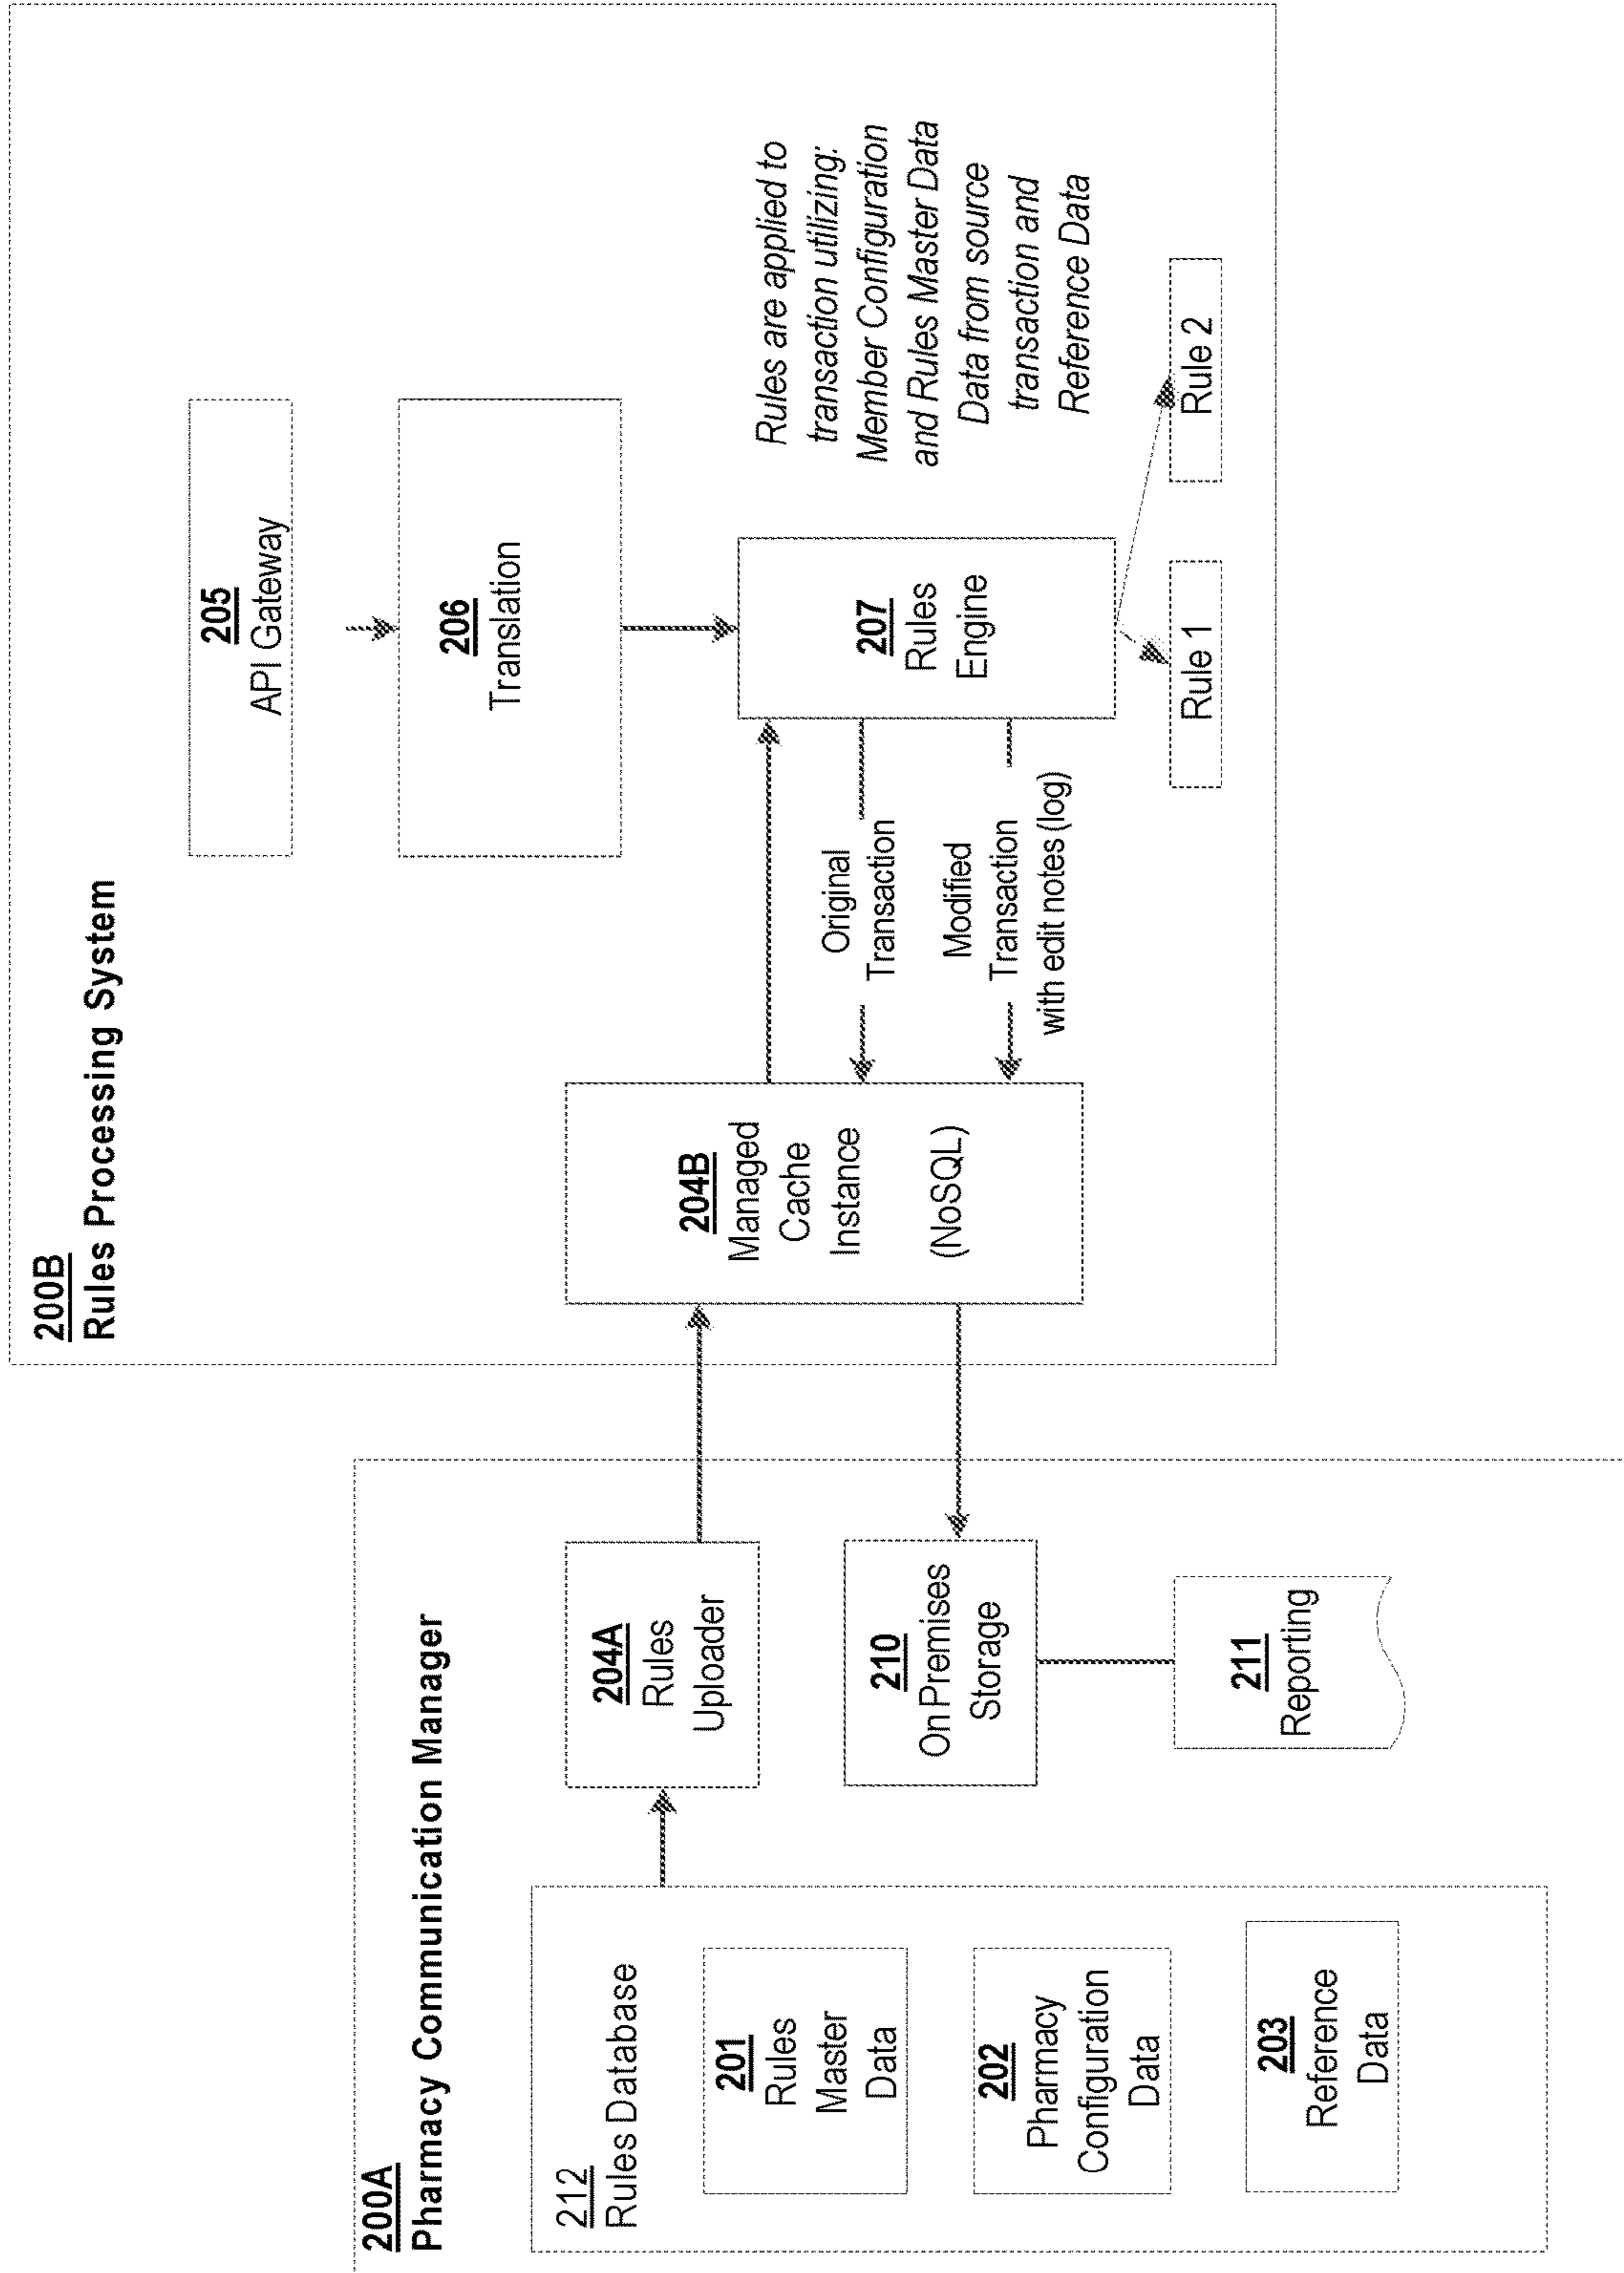 200A
Pharmacy Communication Manager
212
Rules Database
201
Rules
Master
Data
202
Pharmacy
Configuration
Data
203
Reference
Data
204A
Rules
Uploader
210
On Premises
Storage
211
Reporting
200B
Rules Processing System
204B
Managed
Cache
Instance
(NoSQL)
Original
Transaction
Modified
Transaction
with edit notes (log)
205
API Gateway
206
Translation
207
Rules
Engine
Rules are applied to
transaction utilizing:
Member Configuration
and Rules Master Data
Data from source
transaction and
Reference Data
Rule 1
Rule 2